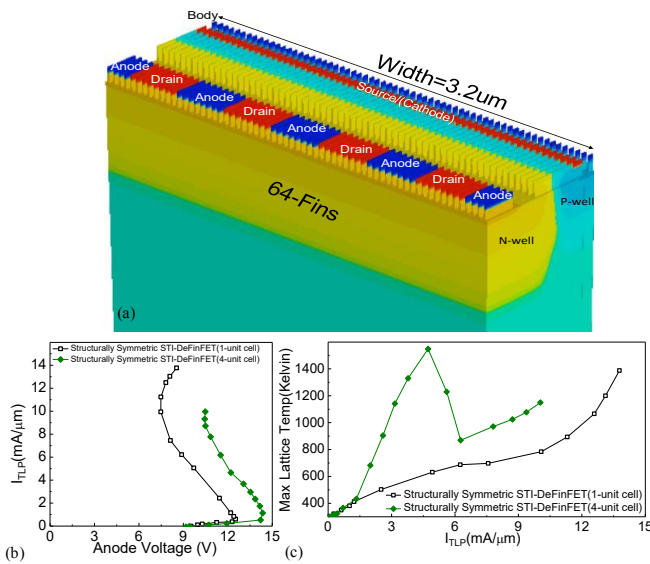 Body
Width=3.2um
Anode
Drain
Source/(Cathode)
Anode
Drain
Anode
Drain
Anode
Drain
Anode
64-Fins
P-well
N-well
(a)
Structurally Symmetric STI-DeFinFET(1-unit cell)
Structurally Symmetric STI-DeFinFET(4-unit cell)
I_TLP(mA/µm)
14
12
10
8
6
4
2
0
0 3 6 9 12 15 18
Anode Voltage (V)
(b)
Max Lattice Temp(Kelvin)
1400
1200
1000
800
600
400
Structurally Symmetric STI-DeFinFET(1-unit cell)
Structurally Symmetric STI-DeFinFET(4-unit cell)
0 3 6 9 12 15
I_TLP(mA/µm)
(c)